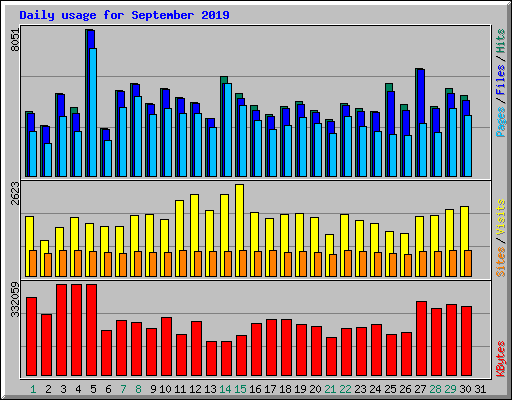 Daily usage for September 2019
8051
Pages / Files / Hits
2623
Sites / Visits
332059
KBytes
1 2 3 4 5 6 7 8 9 10 11 12 13 14 15 16 17 18 19 20 21 22 23 24 25 26 27 28 29 30 31